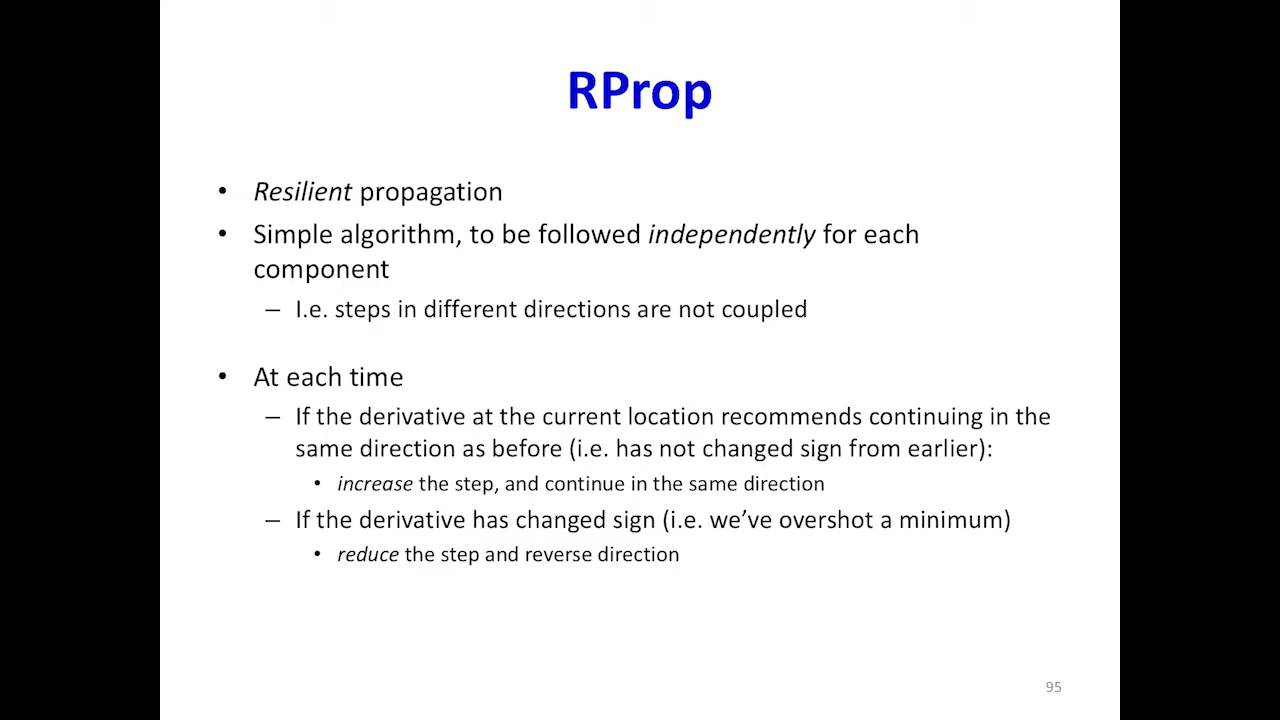 RProp
• Resilient propagation
• Simple algorithm, to be followed independently for each
component
– I.e. steps in different directions are not coupled
• At each time
– If the derivative at the current location recommends continuing in the
same direction as before (i.e. has not changed sign from earlier):
• increase the step, and continue in the same direction
– If the derivative has changed sign (i.e. we’ve overshot a minimum)
• reduce the step and reverse direction
95